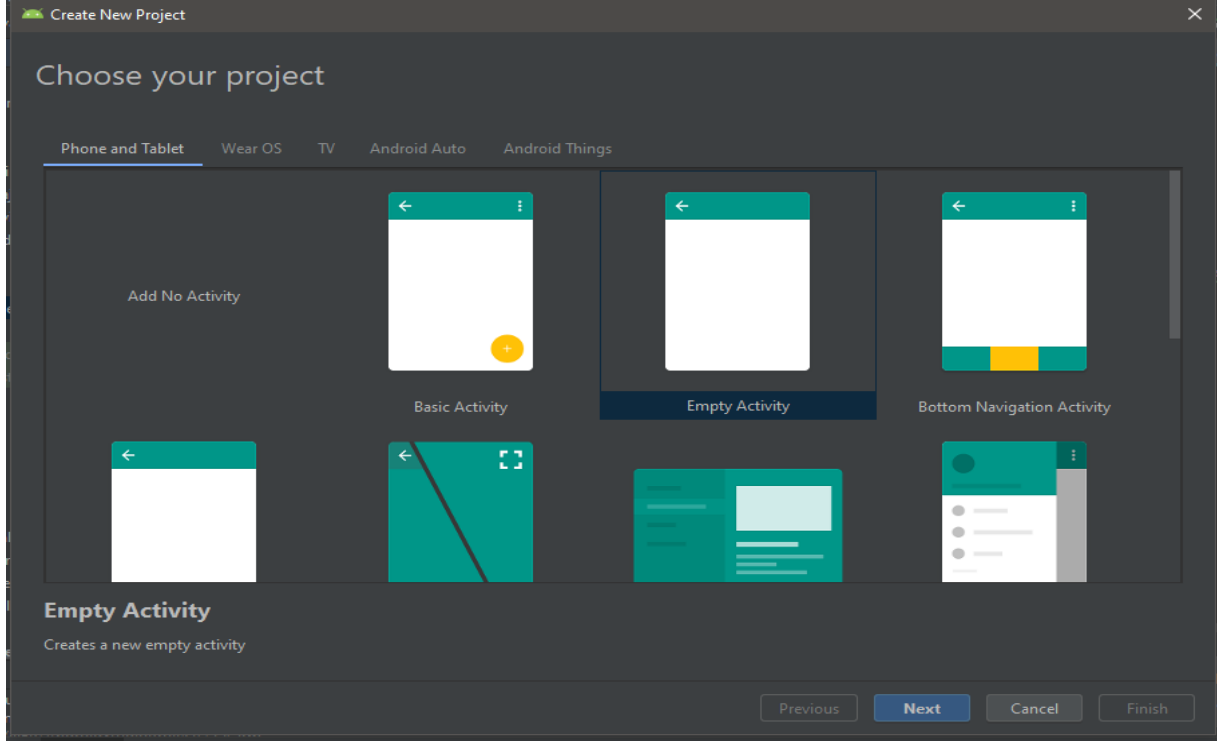 Create New Project
Choose your project
Phone and Tablet Wear OS TV Android Auto Android Things
Add No Activity
Basic Activity
Empty Activity
Bottom Navigation Activity
Empty Activity
Creates a new empty activity
Previous Next Cancel Finish